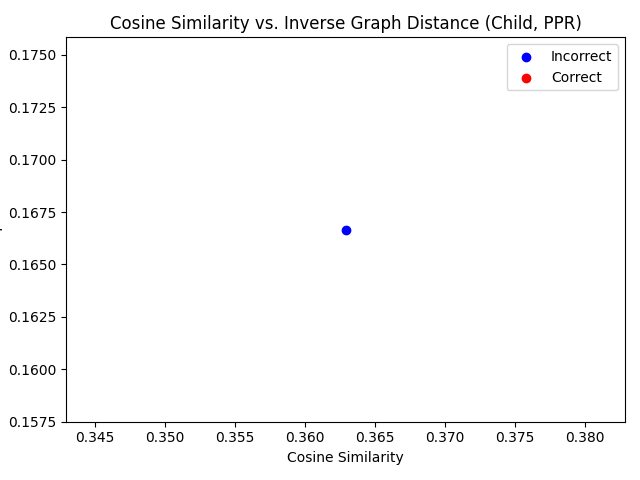 Cosine Similarity vs. Inverse Graph Distance (Child, PPR)
Incorrect
Correct
0.1750
0.1725
0.1700
0.1675
0.1650
0.1625
0.1600
0.1575
0.345 0.350 0.355 0.360 0.365 0.370 0.375 0.380
Cosine Similarity